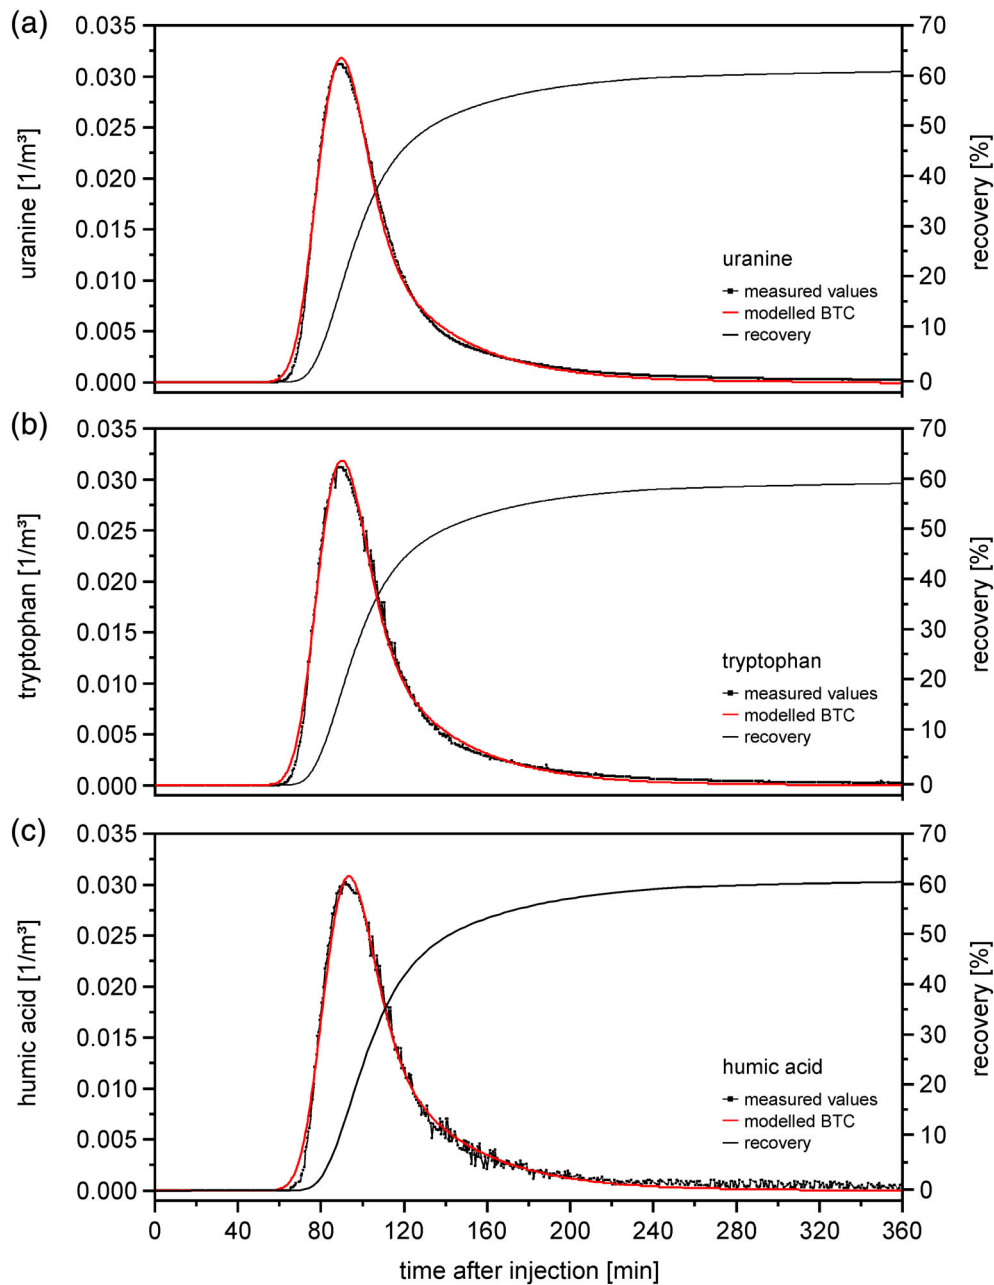 (a)
uranine [1/m³]
0.035
0.030
0.025
0.020
0.015
0.010
0.005
0.000
70
60
50
40
30
20
10
0
recovery [%]
uranine
measured values
modelled BTC
recovery
(b)
tryptophan [1/m³]
0.035
0.030
0.025
0.020
0.015
0.010
0.005
0.000
70
60
50
40
30
20
10
0
recovery [%]
tryptophan
measured values
modelled BTC
recovery
(c)
humic acid [1/m³]
0.035
0.030
0.025
0.020
0.015
0.010
0.005
0.000
70
60
50
40
30
60
10
0
recovery [%]
humic acid
measured values
modelled BTC
recovery
0 40 80 120 160 200 240 280 320 360
time after injection [min]